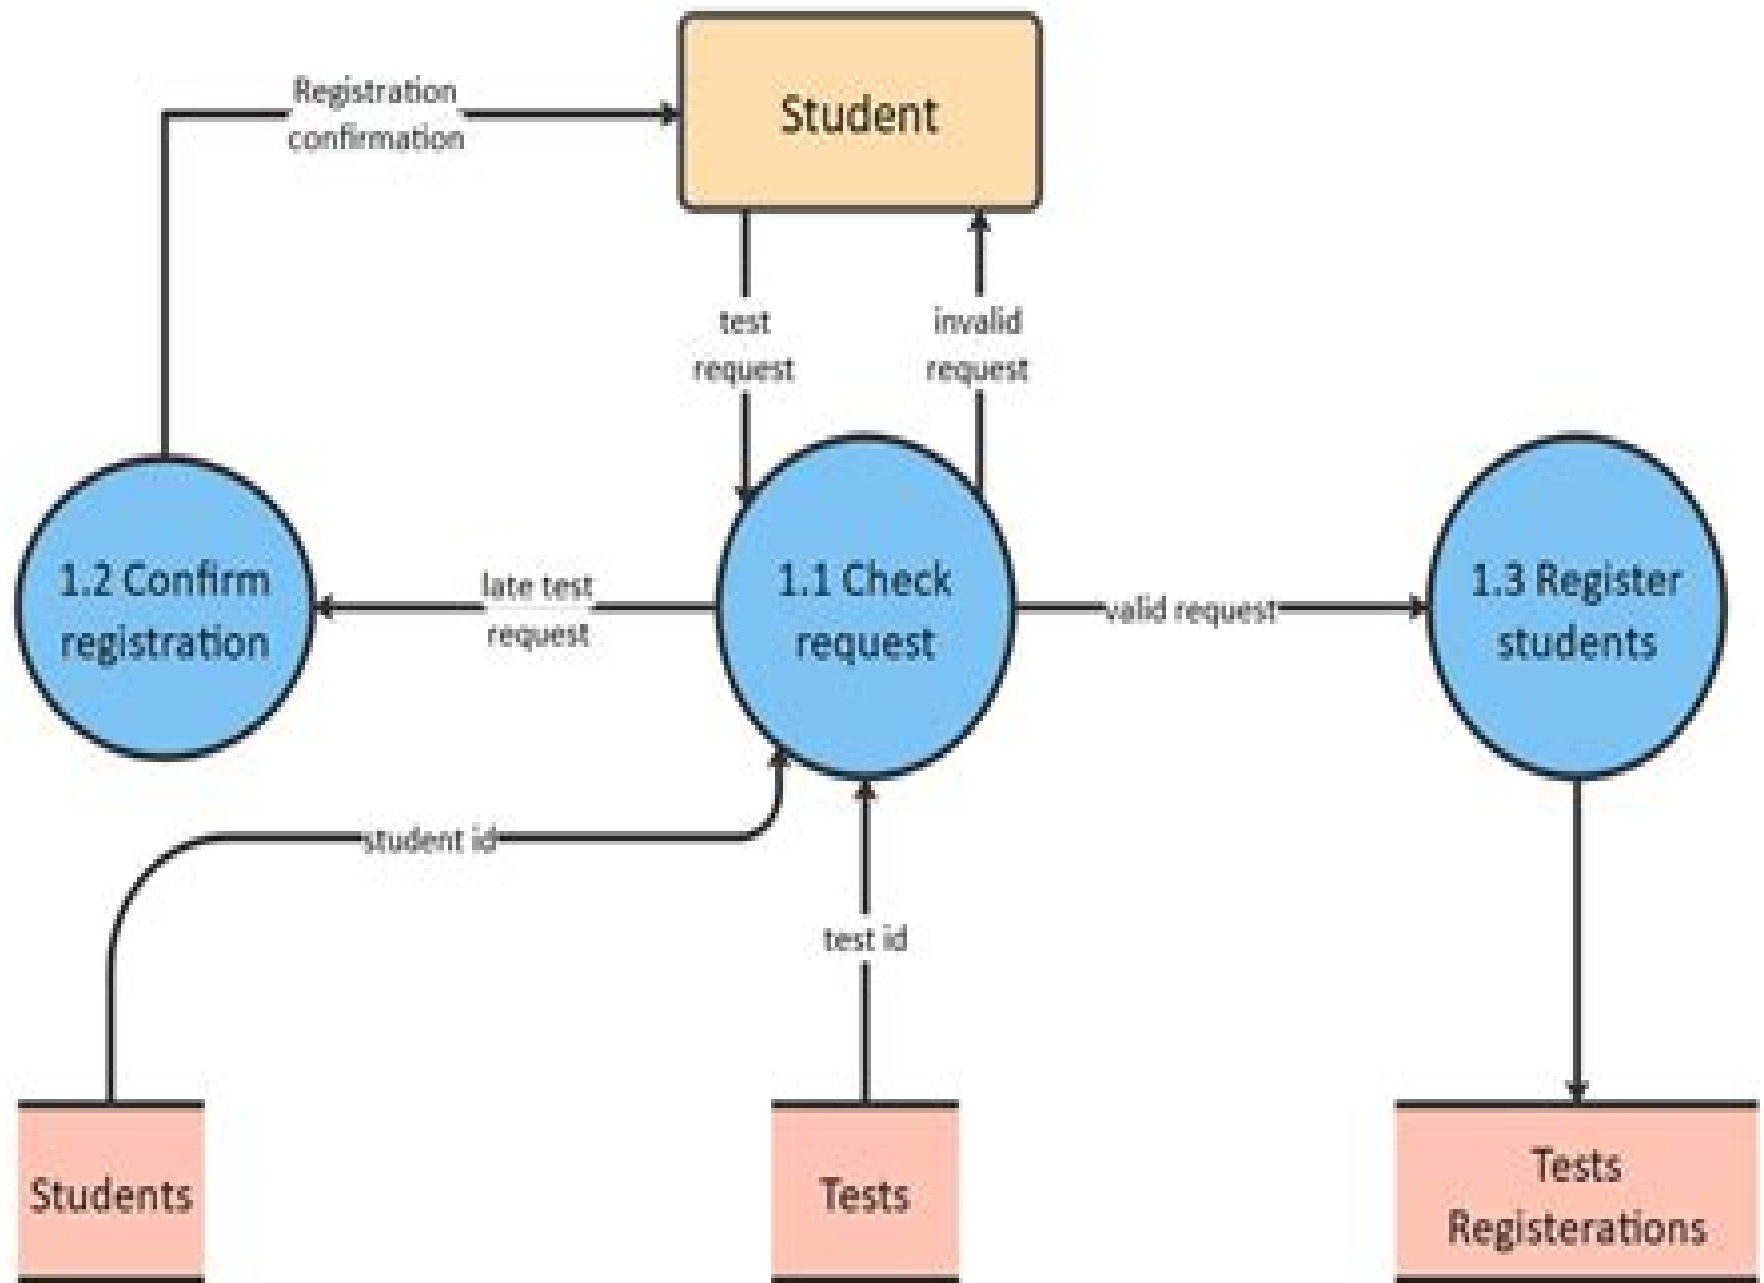 Registration
confirmation
Student
test
request
invalid
request
1.2 Confirm
registration
late test
request
1.1 Check
request
valid request
1.3 Register
students
student id
test id
Students
Tests
Tests
Registerations